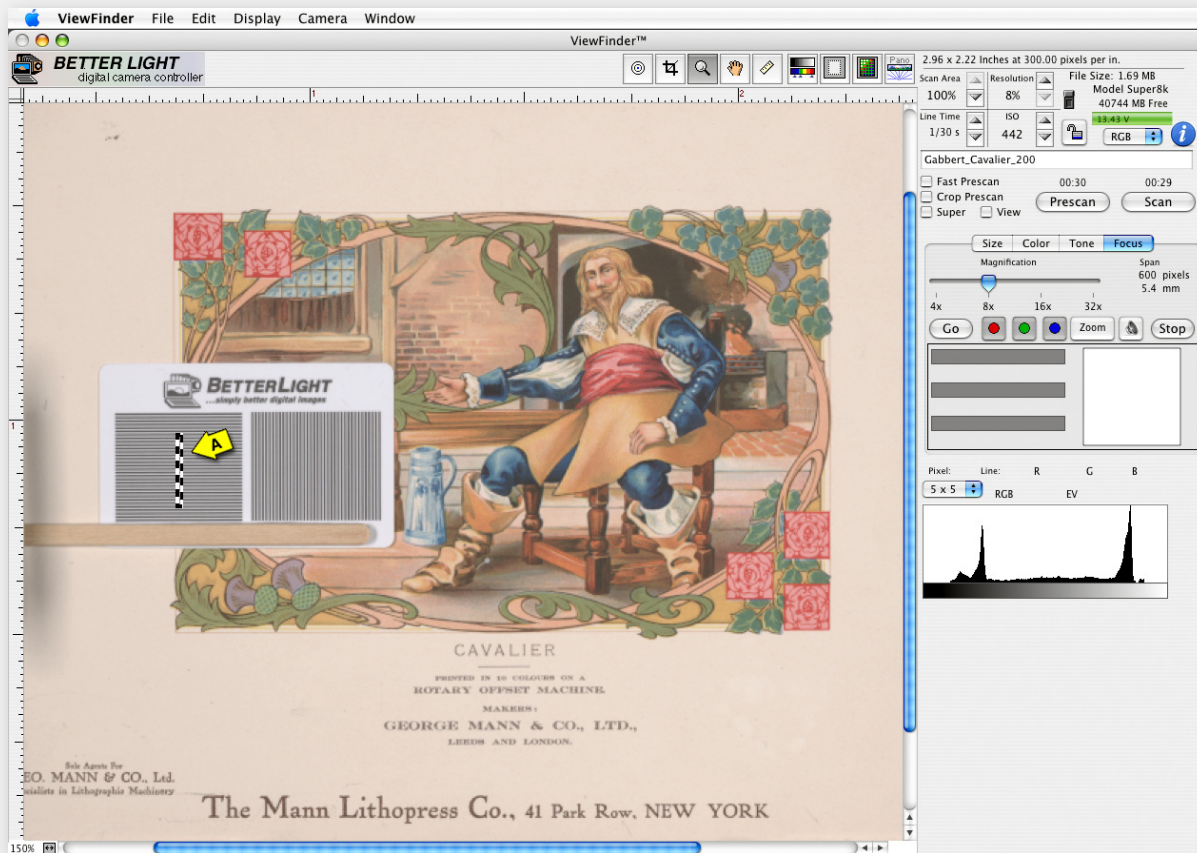 ViewFinder File Edit Display Camera Window
ViewFinder™
BETTER LIGHT
digital camera controller
Pano
2.96 x 2.22 Inches at 300.00 pixels per in.
Scan Area
100%
Resolution
8%
File Size: 1.69 MB
Model Super8k
40744 MB Free
13.43 V
Line Time
1/30 s
ISO
442
RGB
Gabbert_Cavalier_200
Fast Prescan
Crop Prescan
Super View
00:30
Prescan
00:29
Scan
Size Color Tone Focus
Magnification
4x 8x 16x 32x
Span
600 pixels
5.4 mm
Go Zoom Stop
Pixel: Line: R G B
5 x 5 RGB EV
1 2
1
BETTERLIGHT
...simply better digital images
A
CAVALIER
PRINTED IN 10 COLOURS ON A
ROTARY OFFSET MACHINE.
MAKERS:
GEORGE MANN & CO., LTD.,
LEEDS AND LONDON.
Sole Agents For
EO. MANN & CO., Ltd.
cialists in Lithographic Machinery
The Mann Lithopress Co., 41 Park Row, NEW YORK
150%